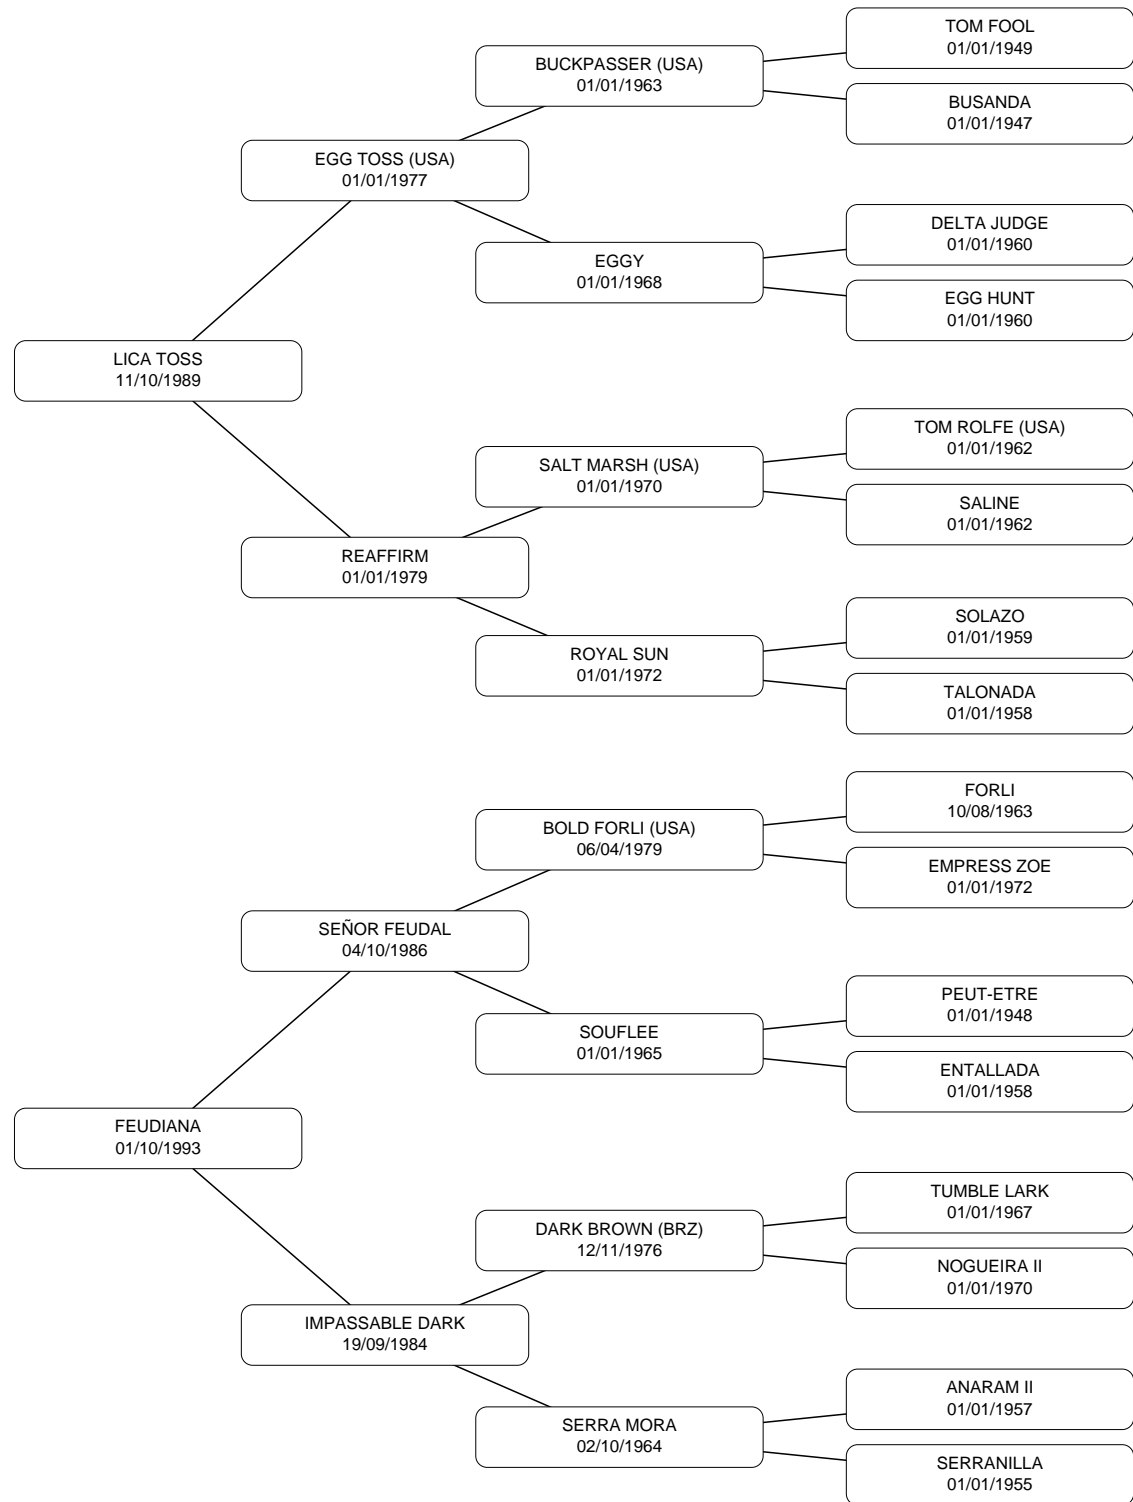 TOM FOOL
01/01/1949
BUCKPASSER (USA)
01/01/1963
BUSANDA
01/01/1947
EGG TOSS (USA)
01/01/1977
DELTA JUDGE
01/01/1960
EGGY
01/01/1968
EGG HUNT
01/01/1960
LICA TOSS
11/10/1989
TOM ROLFE (USA)
01/01/1962
SALT MARSH (USA)
01/01/1970
SALINE
01/01/1962
REAFFIRM
01/01/1979
SOLAZO
01/01/1959
ROYAL SUN
01/01/1972
TALONADA
01/01/1958
FORLI
10/08/1963
BOLD FORLI (USA)
06/04/1979
EMPRESS ZOE
01/01/1972
SEÑOR FEUDAL
04/10/1986
PEUT-ETRE
01/01/1948
SOUFLEE
01/01/1965
ENTALLADA
01/01/1958
FEUDIANA
01/10/1993
TUMBLE LARK
01/01/1967
DARK BROWN (BRZ)
12/11/1976
NOGUEIRA II
01/01/1970
IMPASSABLE DARK
19/09/1984
ANARAM II
01/01/1957
SERRA MORA
02/10/1964
SERRANILLA
01/01/1955